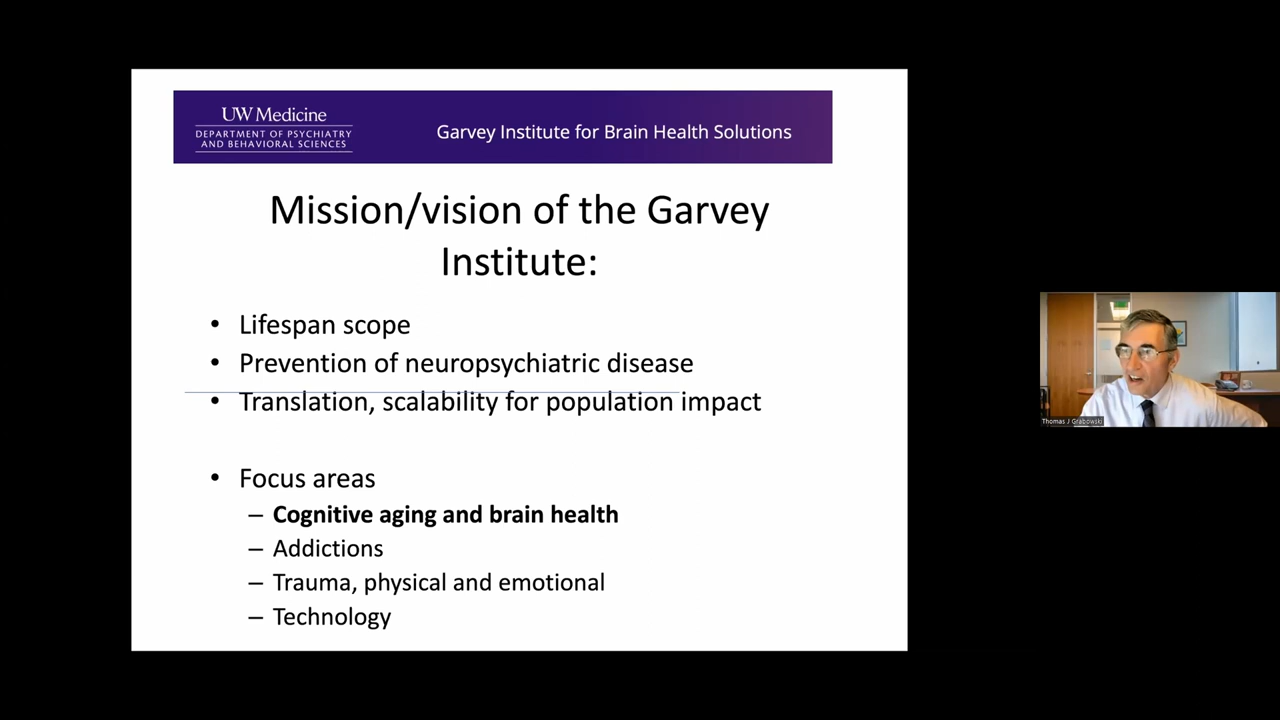 UW Medicine
DEPARTMENT OF PSYCHIATRY
AND BEHAVIORAL SCIENCES
Garvey Institute for Brain Health Solutions
Mission/vision of the Garvey
Institute:
• Lifespan scope
• Prevention of neuropsychiatric disease
• Translation, scalability for population impact
• Focus areas
– Cognitive aging and brain health
– Addictions
– Trauma, physical and emotional
– Technology
Thomas J Grabowski